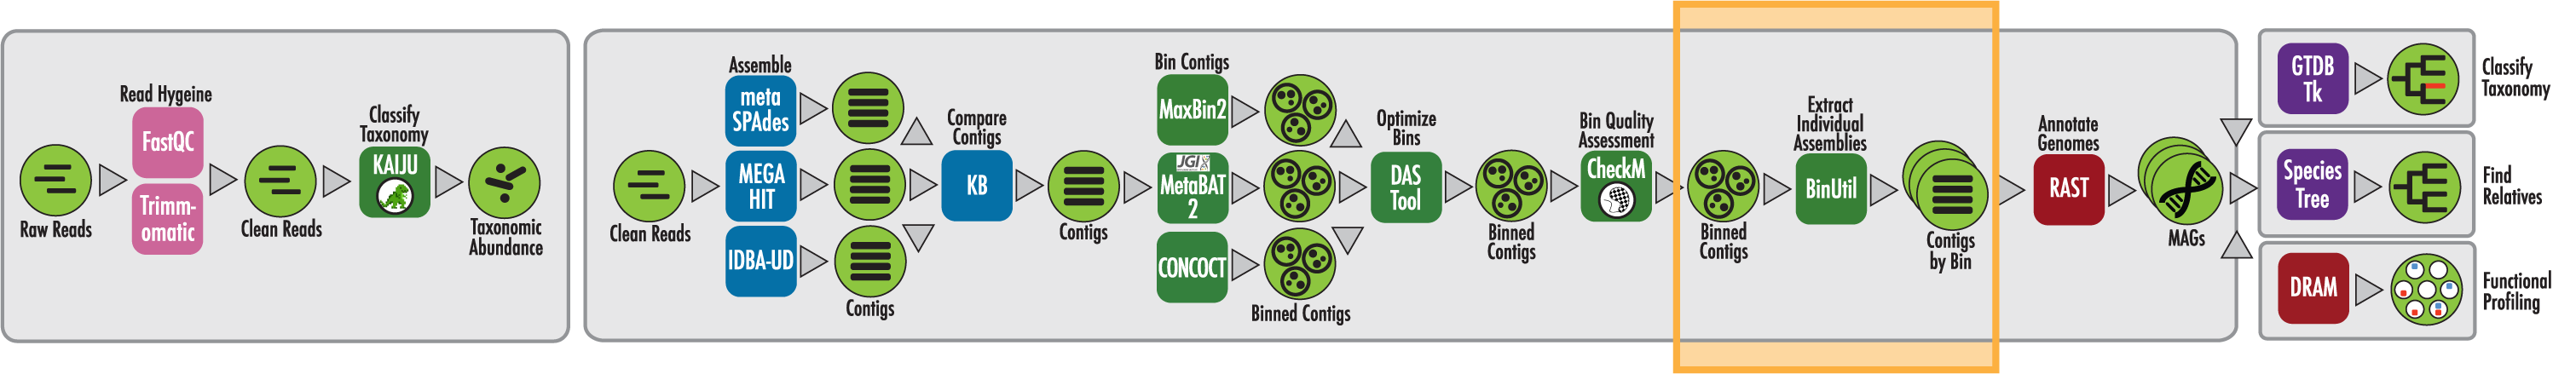 Read Hygeine
FastQC
Trimm-
omatic
Raw Reads
Clean Reads
Classify
Taxonomy
KAIJU
Taxonomic
Abundance
Clean Reads
Assemble
meta
SPAdes
MEGA
HIT
IDBA-UD
Contigs
Compare
Contigs
KB
Contigs
Bin Contigs
MaxBin2
JGI
MetaBAT
2
CONCOCT
Binned Contigs
Optimize
Bins
DAS
Tool
Binned
Contigs
Bin Quality
Assessment
CheckM
Binned
Contigs
Extract
Individual
Assemblies
BinUtil
Contigs
by Bin
Annotate
Genomes
RAST
MAGs
GTDB
Tk
Classify
Taxonomy
Species
Tree
Find
Relatives
DRAM
Functional
Profiling